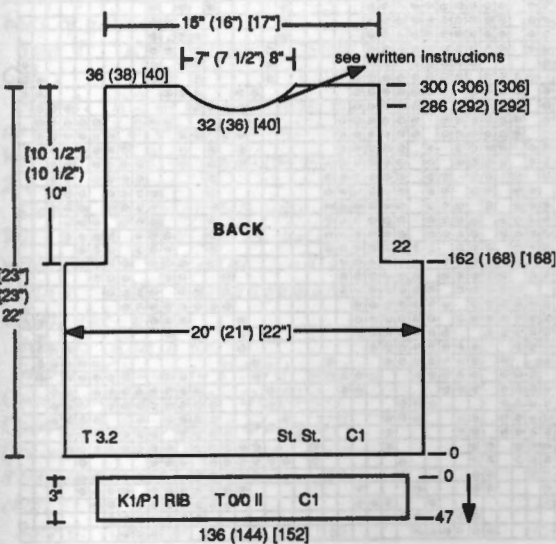 15" (16") [17"]
7" (7 1/2") 8"
see written instructions
36 (38) [40]
300 (306) [306]
286 (292) [292]
32 (36) [40]
[10 1/2"]
(10 1/2")
10"
BACK
22
162 (168) [168]
[23"]
(23")
22"
20" (21") [22"]
T 3.2 St. St. C1
0
0
3"
K1/P1 RIB T 0/0 II C1
47
136 (144) [152]